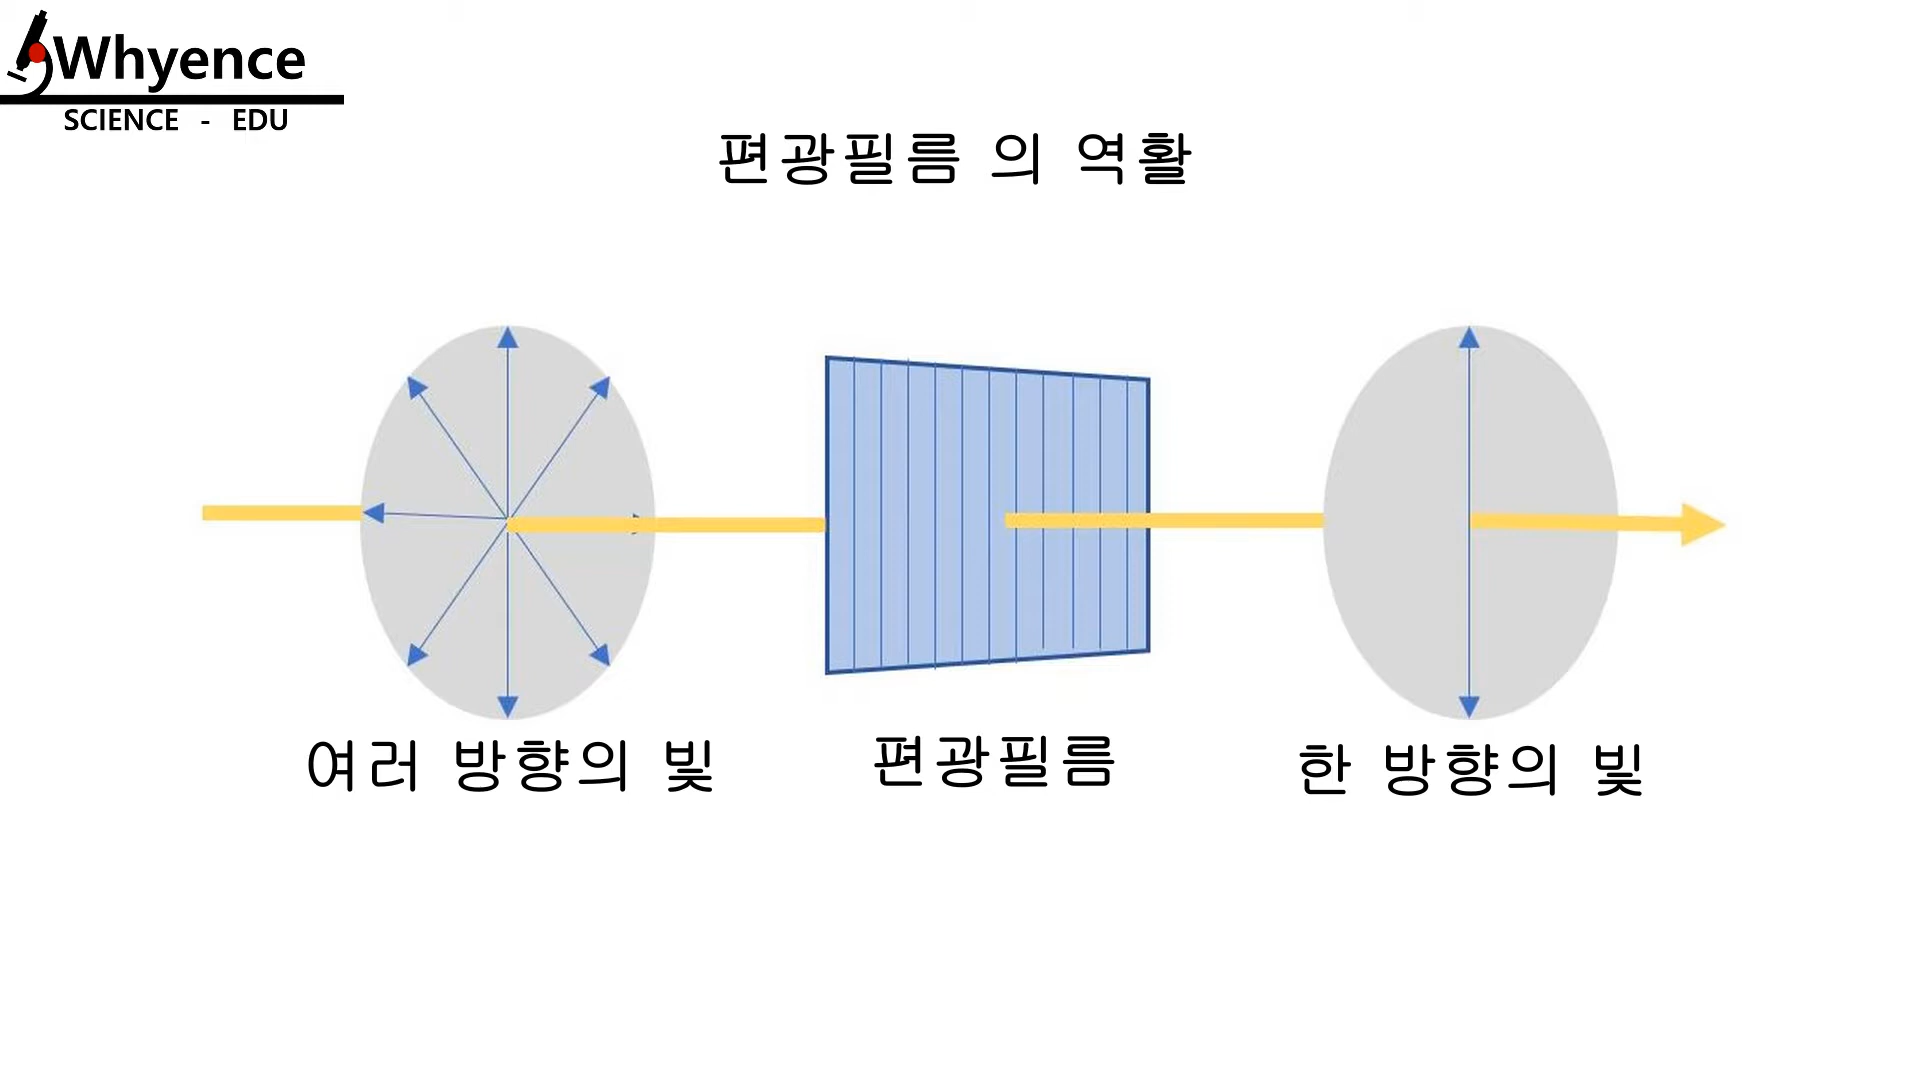 Whyence
SCIENCE - EDU
편광필름 의 역활
여러 방향의 빛
편광필름
한 방향의 빛